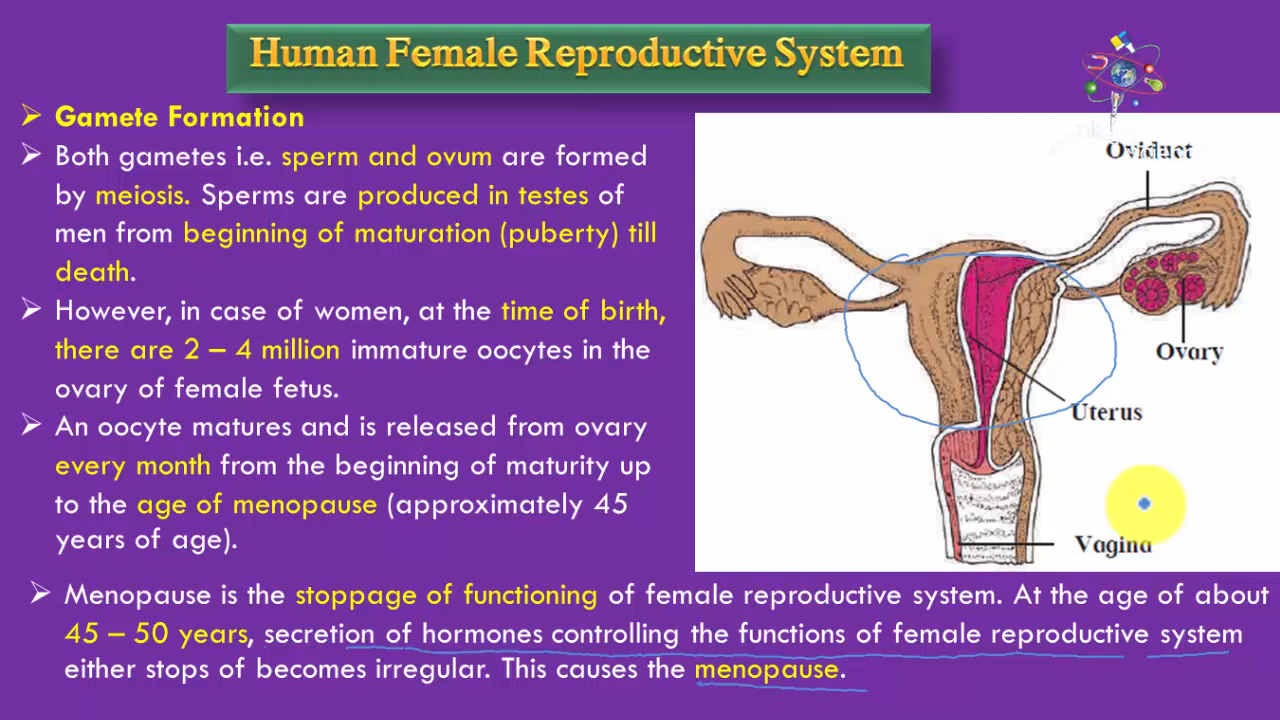 Human Female Reproductive System
Gamete Formation
Both gametes i.e. sperm and ovum are formed
by meiosis. Sperms are produced in testes of
men from beginning of maturation (puberty) till
death.
However, in case of women, at the time of birth,
there are 2 – 4 million immature oocytes in the
ovary of female fetus.
An oocyte matures and is released from ovary
every month from the beginning of maturity up
to the age of menopause (approximately 45
years of age).
Menopause is the stoppage of functioning of female reproductive system. At the age of about
45 – 50 years, secretion of hormones controlling the functions of female reproductive system
either stops of becomes irregular. This causes the menopause.
Oviduct
Ovary
Uterus
Vagina